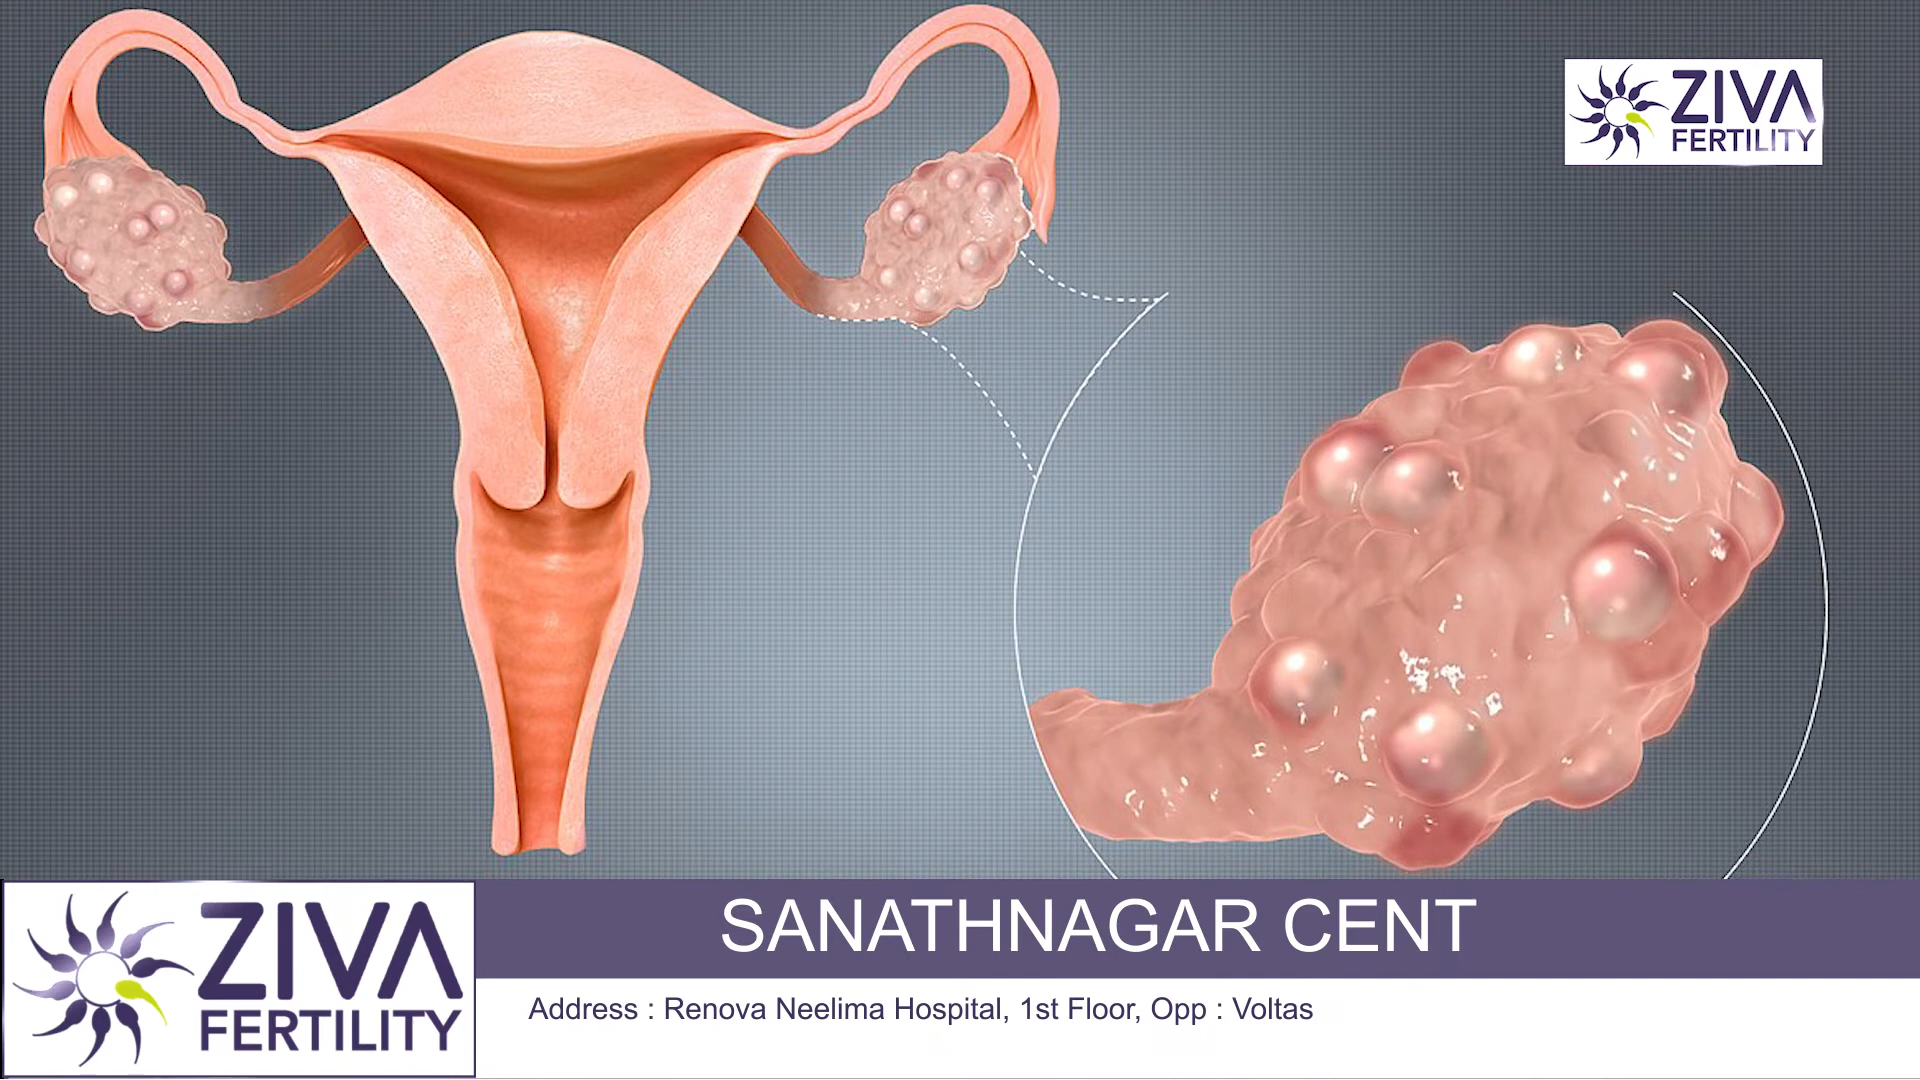 ZIVA
FERTILITY
SANATHNAGAR CENT
ZIVA
FERTILITY
Address : Renova Neelima Hospital, 1st Floor, Opp : Voltas